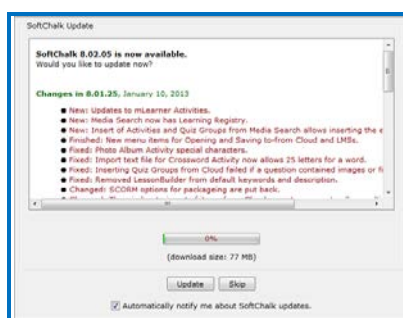 SoftChalk Update
SoftChalk 8.02.05 is now available.
Would you like to update now?
Changes in 8.01.25, January 10, 2013
● New: Updates to mLearner Activities.
● New: Media Search now has Learning Registry.
● New: Insert of Activities and Quiz Groups from Media Search allows inserting the e
● Finished: New menu items for Opening and Saving to-from Cloud and LMSs.
● Fixed: Photo Album Activity special characters.
● Fixed: Import text file for Crossword Activity now allows 25 letters for a word.
● Fixed: Inserting Quiz Groups from Cloud failed if a question contained images or fi
● Fixed: Removed LessonBuilder from default keywords and description.
● Changed: SCORM options for packageing are put back.
0%
(download size: 77 MB)
Update Skip
Automatically notify me about SoftChalk updates.